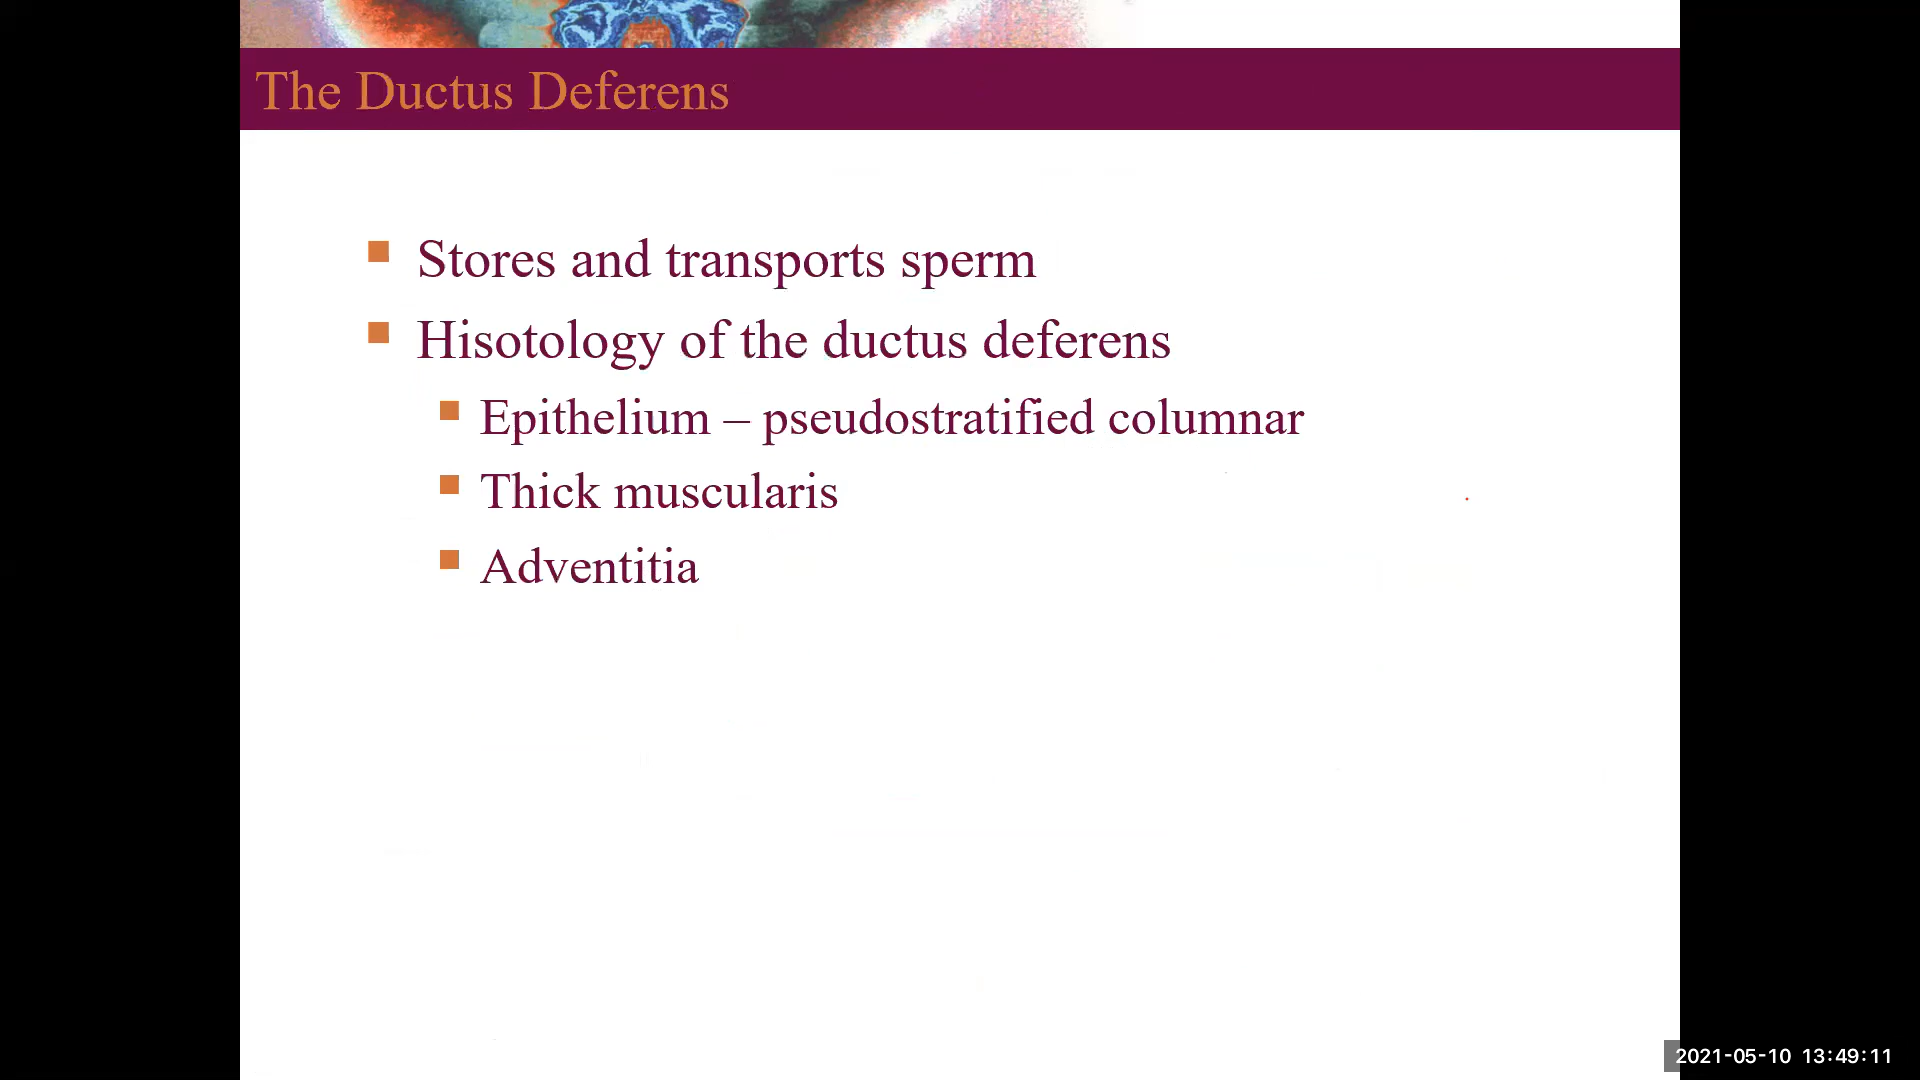 The Ductus Deferens
Stores and transports sperm
Hisotology of the ductus deferens
Epithelium – pseudostratified columnar
Thick muscularis
Adventitia
2021-05-10 13:49:11